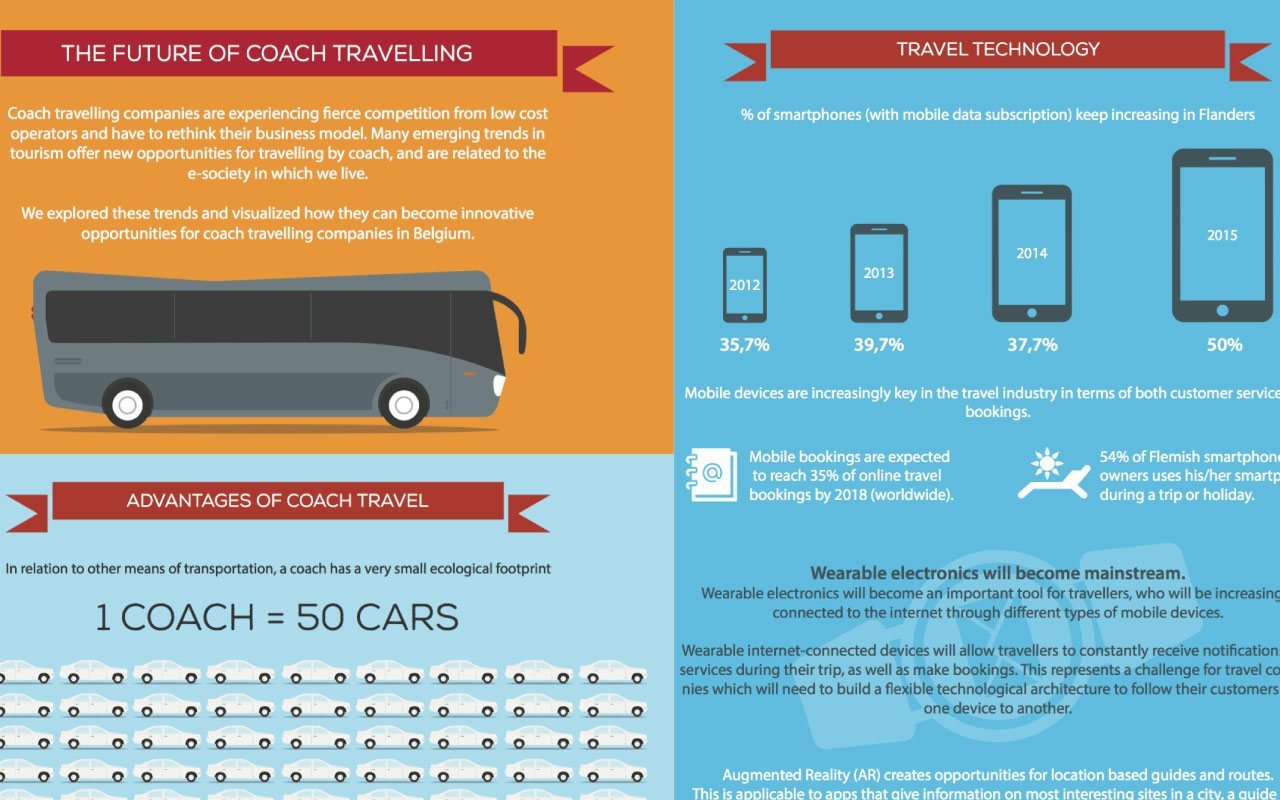 THE FUTURE OF COACH TRAVELLING
Coach travelling companies are experiencing fierce competition from low cost
operators and have to rethink their business model. Many emerging trends in
tourism offer new opportunities for travelling by coach, and are related to the
e-society in which we live.
We explored these trends and visualized how they can become innovative
opportunities for coach travelling companies in Belgium.
ADVANTAGES OF COACH TRAVEL
In relation to other means of transportation, a coach has a very small ecological footprint
1 COACH = 50 CARS
TRAVEL TECHNOLOGY
% of smartphones (with mobile data subscription) keep increasing in Flanders
2012
2013
2014
2015
35,7%
39,7%
37,7%
50%
Mobile devices are increasingly key in the travel industry in terms of both customer service
bookings.
Mobile bookings are expected
to reach 35% of online travel
bookings by 2018 (worldwide).
54% of Flemish smartphon
owners uses his/her smartp
during a trip or holiday.
Wearable electronics will become mainstream.
Wearable electronics will become an important tool for travellers, who will be increasing
connected to the internet through different types of mobile devices.
Wearable internet-connected devices will allow travellers to constantly receive notification
services during their trip, as well as make bookings. This represents a challenge for travel co
nies which will need to build a flexible technological architecture to follow their customers
one device to another.
Augmented Reality (AR) creates opportunities for location based guides and routes.
This is applicable to apps that give information on most interesting sites in a city, a guide